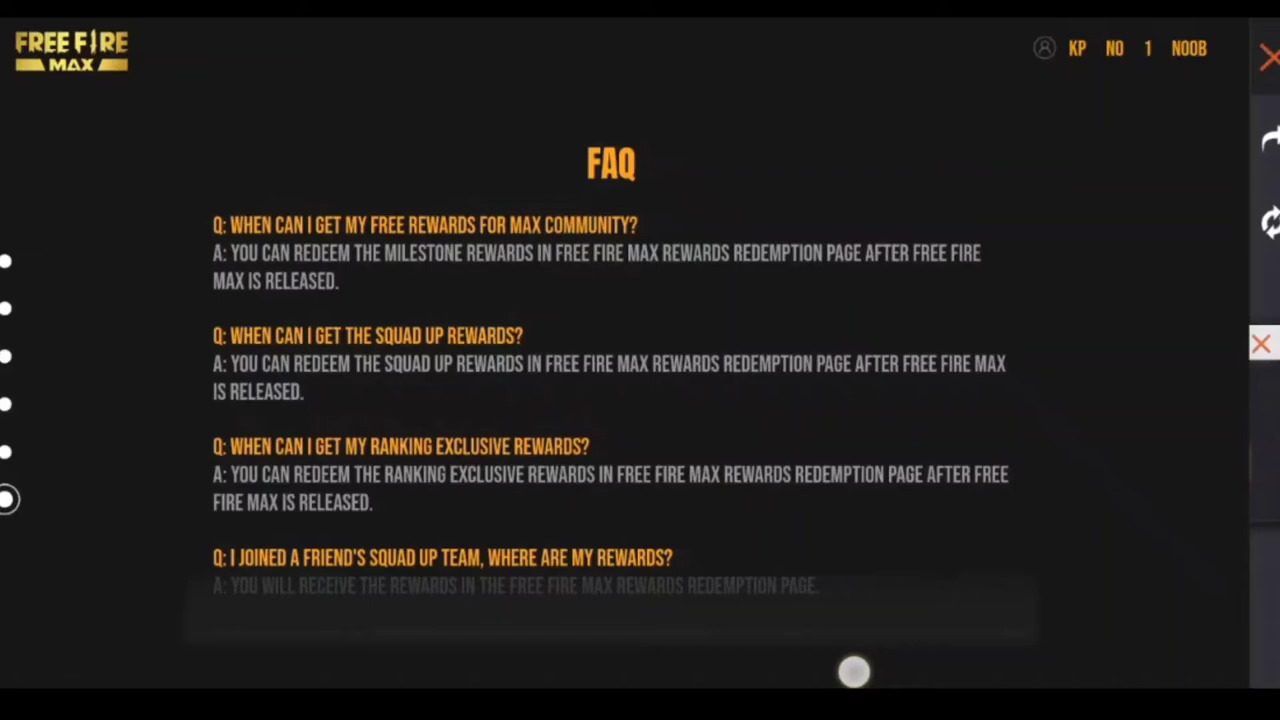 FREE FIRE
MAX
KP NO 1 NOOB
FAQ
Q: WHEN CAN I GET MY FREE REWARDS FOR MAX COMMUNITY?
A: YOU CAN REDEEM THE MILESTONE REWARDS IN FREE FIRE MAX REWARDS REDEMPTION PAGE AFTER FREE FIRE
MAX IS RELEASED.
Q: WHEN CAN I GET THE SQUAD UP REWARDS?
A: YOU CAN REDEEM THE SQUAD UP REWARDS IN FREE FIRE MAX REWARDS REDEMPTION PAGE AFTER FREE FIRE MAX
IS RELEASED.
Q: WHEN CAN I GET MY RANKING EXCLUSIVE REWARDS?
A: YOU CAN REDEEM THE RANKING EXCLUSIVE REWARDS IN FREE FIRE MAX REWARDS REDEMPTION PAGE AFTER FREE
FIRE MAX IS RELEASED.
Q: I JOINED A FRIEND'S SQUAD UP TEAM, WHERE ARE MY REWARDS?
A: YOU WILL RECEIVE THE REWARDS IN THE FREE FIRE MAX REWARDS REDEMPTION PAGE.